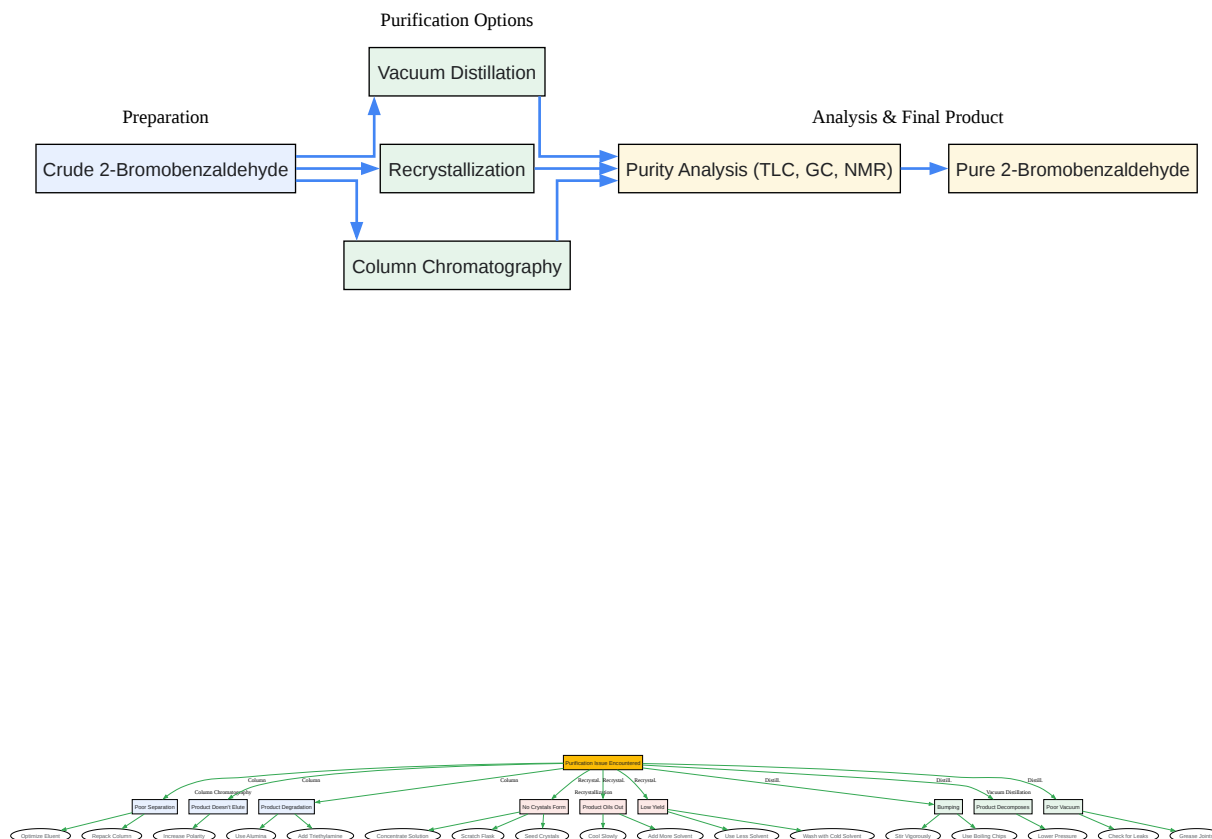 Purification Options
Vacuum Distillation
Preparation
Analysis & Final Product
Crude 2-Bromobenzaldehyde
Recrystallization
Purity Analysis (TLC, GC, NMR)
Pure 2-Bromobenzaldehyde
Column Chromatography
Purification Issue Encountered
Column
Column
Column
Recrystal.
Recrystal.
Recrystal.
Distill.
Distill.
Distill.
Column Chromatography
Recrystallization
Vacuum Distillation
Poor Separation
Product Doesn't Elute
Product Degradation
No Crystals Form
Product Oils Out
Low Yield
Bumping
Product Decomposes
Poor Vacuum
Optimize Eluent
Repack Column
Increase Polarity
Use Alumina
Add Triethylamine
Concentrate Solution
Scratch Flask
Seed Crystals
Cool Slowly
Add More Solvent
Use Less Solvent
Wash with Cold Solvent
Stir Vigorously
Use Boiling Chips
Lower Pressure
Check for Leaks
Grease Joints